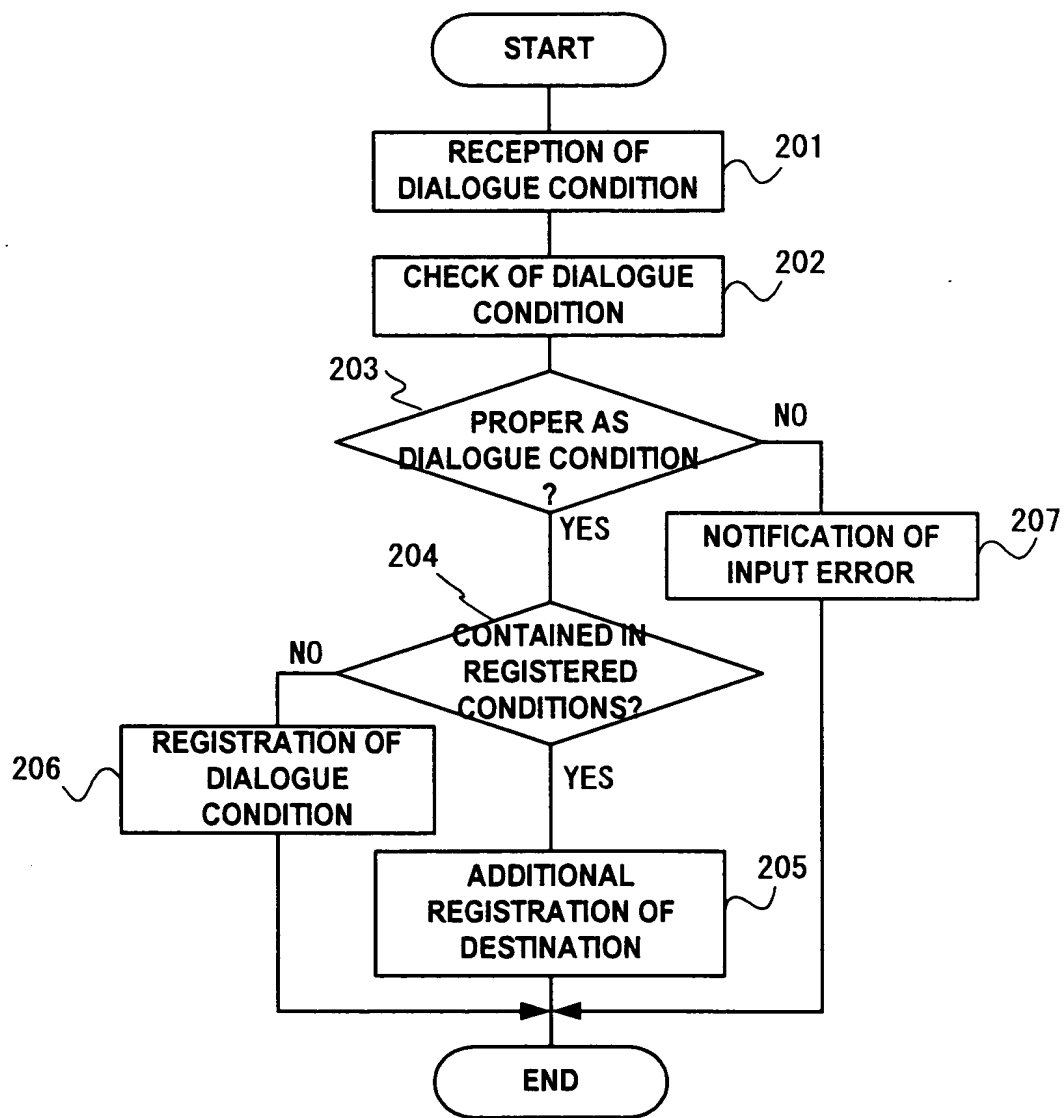 START
RECEPTION OF
DIALOGUE CONDITION
201
CHECK OF DIALOGUE
CONDITION
202
203
PROPER AS
DIALOGUE CONDITION
?
NO
YES
NOTIFICATION OF
INPUT ERROR
207
204
CONTAINED IN
REGISTERED
CONDITIONS?
NO
YES
REGISTRATION OF
DIALOGUE
CONDITION
206
ADDITIONAL
REGISTRATION OF
DESTINATION
205
END